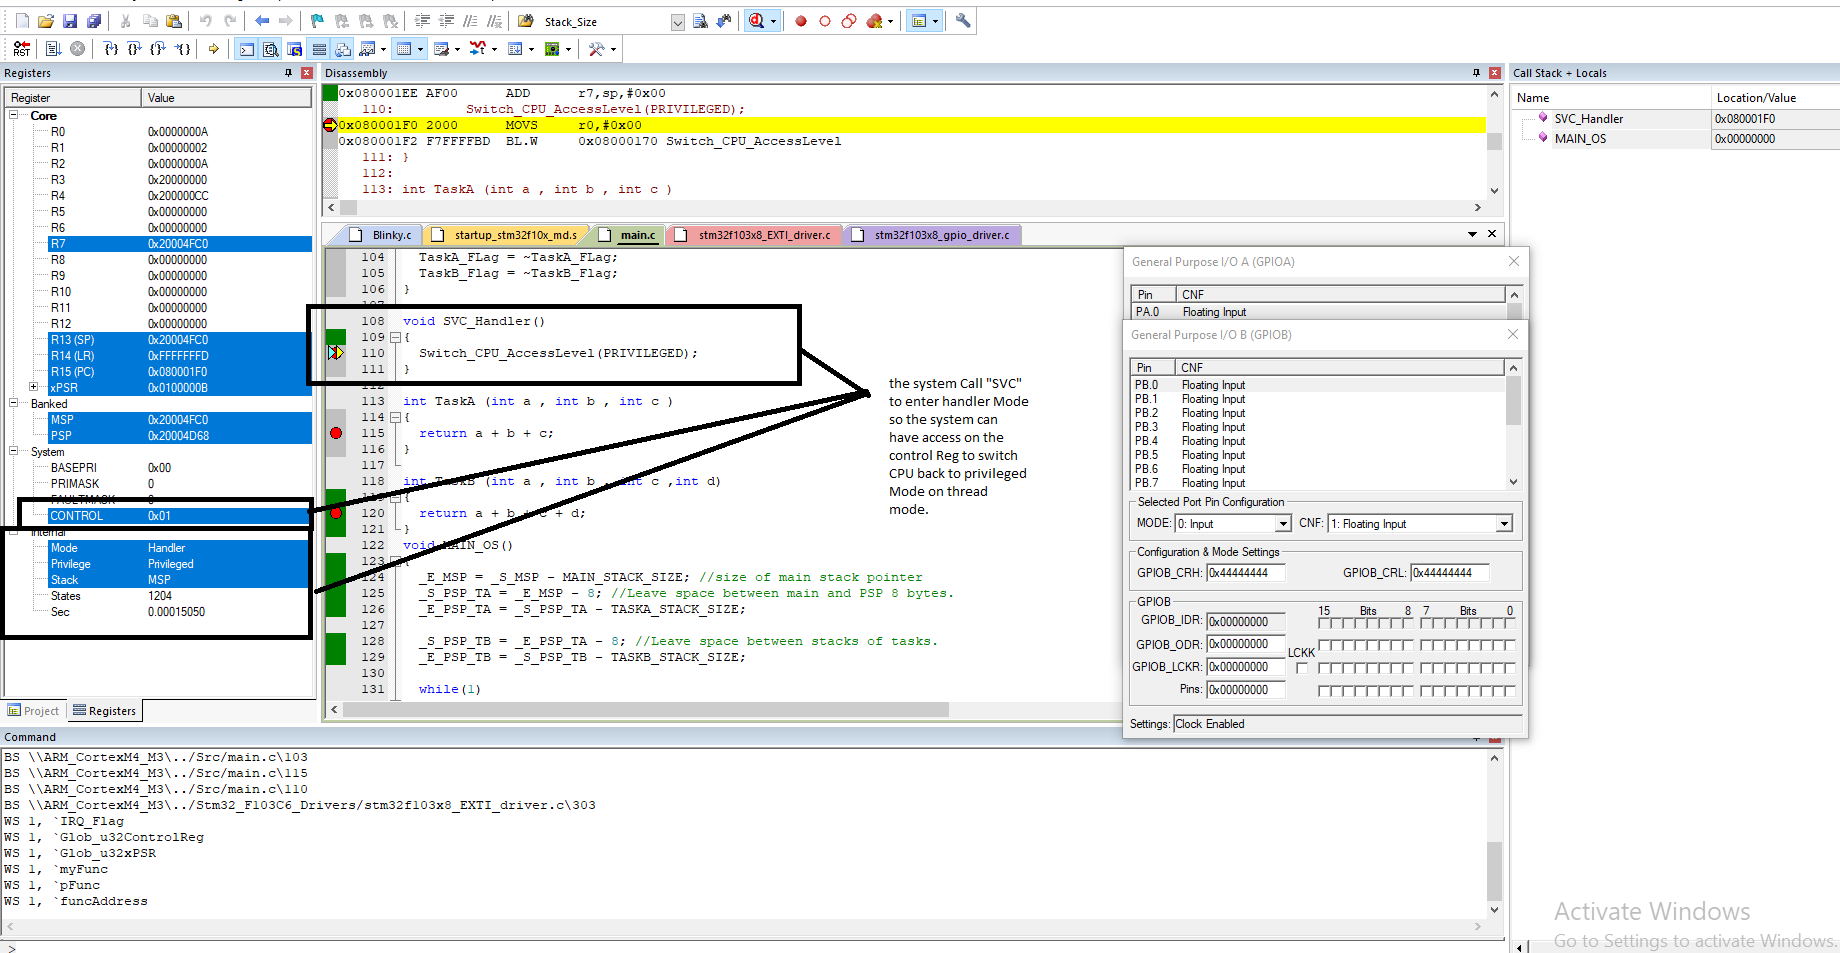 Stack_Size
RST
Registers
Register Value
Core
R0 0x0000000A
R1 0x00000002
R2 0x0000000A
R3 0x20000000
R4 0x200000CC
R5 0x00000000
R6 0x00000000
R7 0x20004FC0
R8 0x00000000
R9 0x00000000
R10 0x00000000
R11 0x00000000
R12 0x00000000
R13 (SP) 0x20004FC0
R14 (LR) 0xFFFFFFFD
R15 (PC) 0x080001F0
xPSR 0x0100000B
Banked
MSP 0x20004FC0
PSP 0x20004D68
System
BASEPRI 0x00
PRIMASK 0
FAULTMASK 0
CONTROL 0x01
Internal
Mode Handler
Privilege Privileged
Stack MSP
States 1204
Sec 0.00015050
Project Registers
Disassembly
0x080001EE AF00 ADD r7,sp,#0x00
110: Switch_CPU_AccessLevel(PRIVILEGED);
0x080001F0 2000 MOVS r0,#0x00
0x080001F2 F7FFFFBD BL.W 0x08000170 Switch_CPU_AccessLevel
111: }
112:
113: int TaskA (int a , int b , int c )
Blinky.c startup_stm32f10x_md.s main.c stm32f103x8_EXTI_driver.c stm32f103x8_gpio_driver.c
104 TaskA_FLag = ~TaskA_FLag;
105 TaskB_Flag = ~TaskB_Flag;
106 }
107
108 void SVC_Handler()
109 {
110 Switch_CPU_AccessLevel(PRIVILEGED);
111 }
112
113 int TaskA (int a , int b , int c )
114 {
115 return a + b + c;
116 }
117
118 int TaskB (int a , int b , int c ,int d)
119 {
120 return a + b + c + d;
121 }
122 void MAIN_OS()
123 {
124 _E_MSP = _S_MSP - MAIN_STACK_SIZE; //size of main stack pointer
125 _S_PSP_TA = _E_MSP - 8; //Leave space between main and PSP 8 bytes.
126 _E_PSP_TA = _S_PSP_TA - TASKA_STACK_SIZE;
127
128 _S_PSP_TB = _E_PSP_TA - 8; //Leave space between stacks of tasks.
129 _E_PSP_TB = _S_PSP_TB - TASKB_STACK_SIZE;
130
131 while(1)
the system Call "SVC"
to enter handler Mode
so the system can
have access on the
control Reg to switch
CPU back to privileged
Mode on thread
mode.
Call Stack + Locals
Name Location/Value
SVC_Handler 0x080001F0
MAIN_OS 0x00000000
General Purpose I/O A (GPIOA)
Pin CNF
PA.0 Floating Input
General Purpose I/O B (GPIOB)
Pin CNF
PB.0 Floating Input
PB.1 Floating Input
PB.2 Floating Input
PB.3 Floating Input
PB.4 Floating Input
PB.5 Floating Input
PB.6 Floating Input
PB.7 Floating Input
Selected Port Pin Configuration
MODE: 0: Input CNF: 1: Floating Input
Configuration & Mode Settings
GPIOB_CRH: 0x44444444 GPIOB_CRL: 0x44444444
GPIOB
15 Bits 8 7 Bits 0
GPIOB_IDR: 0x00000000
GPIOB_ODR: 0x00000000
LCKK
GPIOB_LCKR: 0x00000000
Pins: 0x00000000
Settings: Clock Enabled
Command
BS \\ARM_CortexM4_M3\../Src/main.c\103
BS \\ARM_CortexM4_M3\../Src/main.c\115
BS \\ARM_CortexM4_M3\../Src/main.c\110
BS \\ARM_CortexM4_M3\../Stm32_F103C6_Drivers/stm32f103x8_EXTI_driver.c\303
WS 1, `IRQ_Flag
WS 1, `Glob_u32ControlReg
WS 1, `Glob_u32xPSR
WS 1, `myFunc
WS 1, `pFunc
WS 1, `funcAddress
>
Activate Windows
Go to Settings to activate Windows.